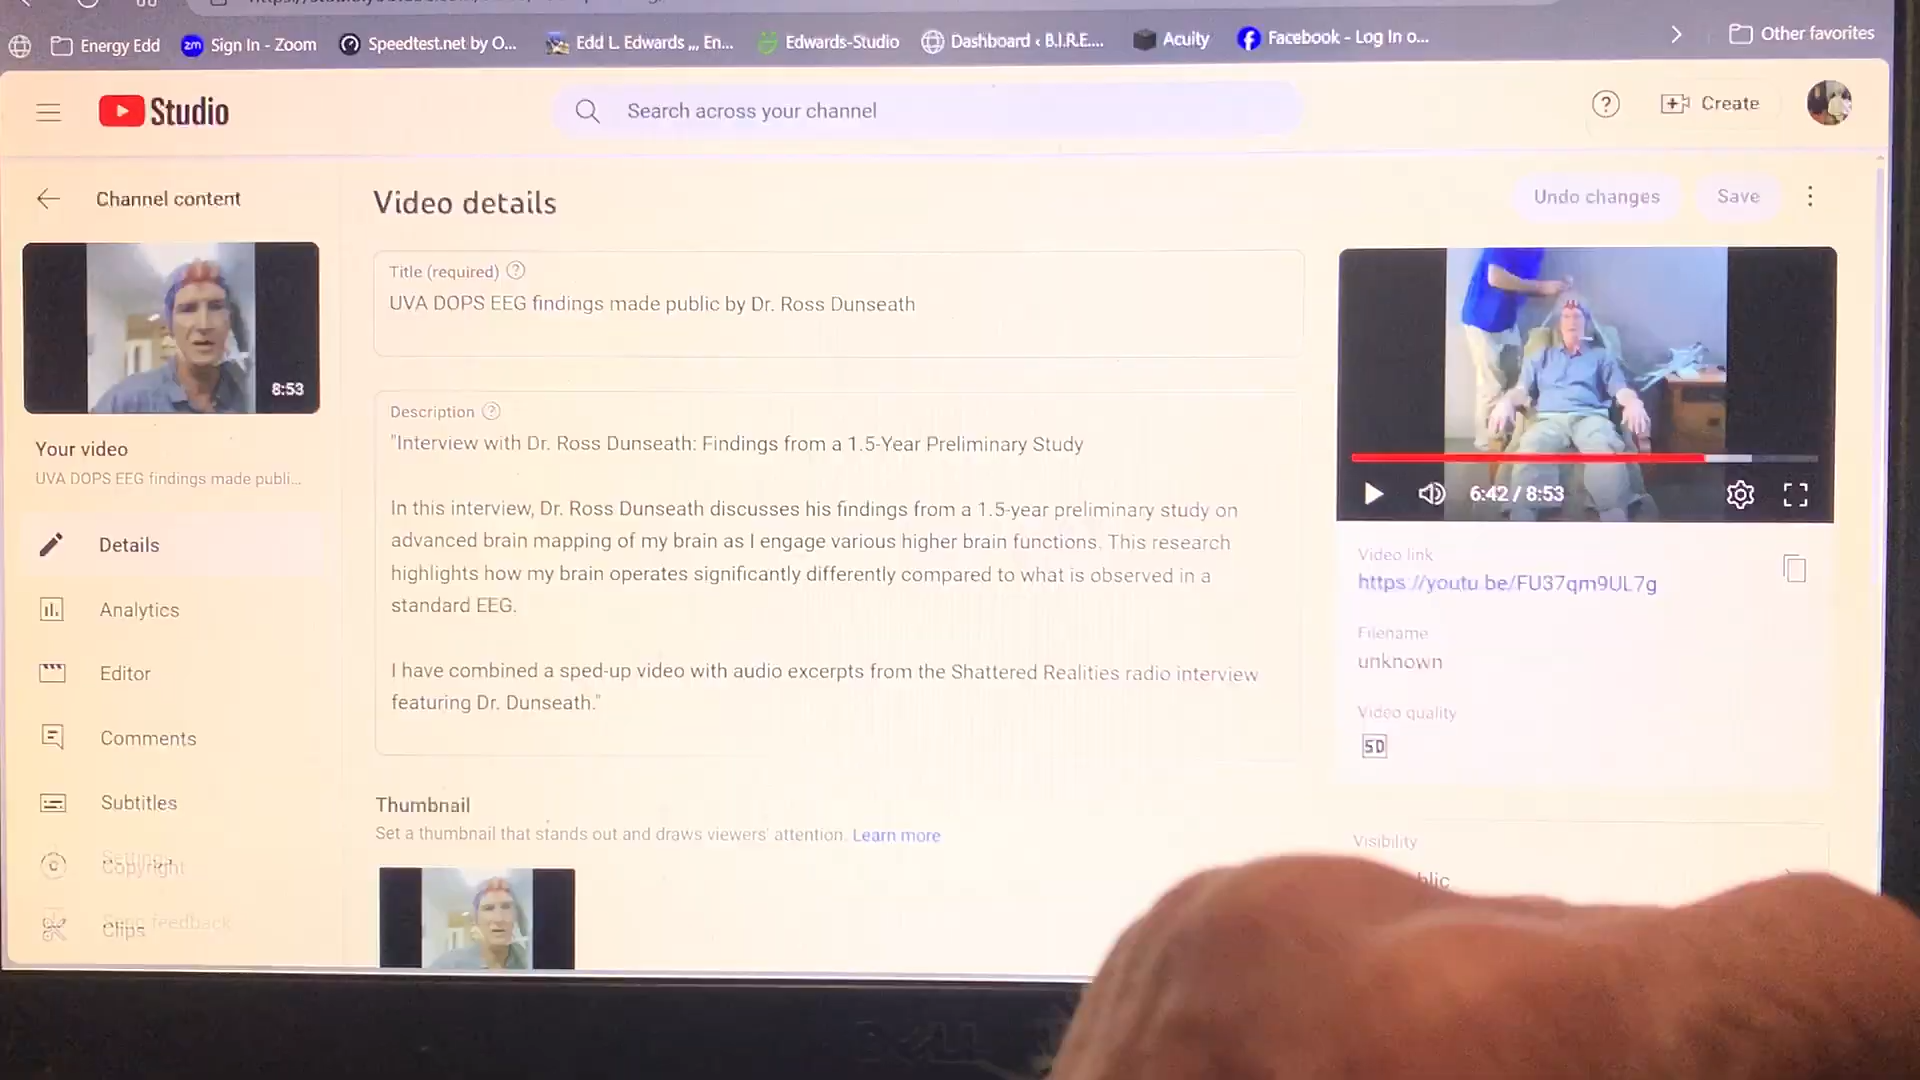 Energy Edd
zm Sign In - Zoom
Speedtest.net by O...
Edd L. Edwards ,,, En...
Edwards-Studio
Dashboard ‹ B.I.R.E....
Acuity
Facebook - Log In o...
Other favorites
Studio
Search across your channel
Create
Channel content
Video details
Undo changes
Save
Title (required)
UVA DOPS EEG findings made public by Dr. Ross Dunseath
8:53
Your video
UVA DOPS EEG findings made publi...
Description
"Interview with Dr. Ross Dunseath: Findings from a 1.5-Year Preliminary Study
In this interview, Dr. Ross Dunseath discusses his findings from a 1.5-year preliminary study on
advanced brain mapping of my brain as I engage various higher brain functions. This research
highlights how my brain operates significantly differently compared to what is observed in a
standard EEG.
I have combined a sped-up video with audio excerpts from the Shattered Realities radio interview
featuring Dr. Dunseath."
6:42 / 8:53
Video link
https://youtu.be/FU37qm9UL7g
Filename
unknown
Video quality
SD
Details
Analytics
Editor
Comments
Subtitles
Settings
Copyright
Send feedback
Clips
Thumbnail
Set a thumbnail that stands out and draws viewers' attention. Learn more
Visibility
DELL